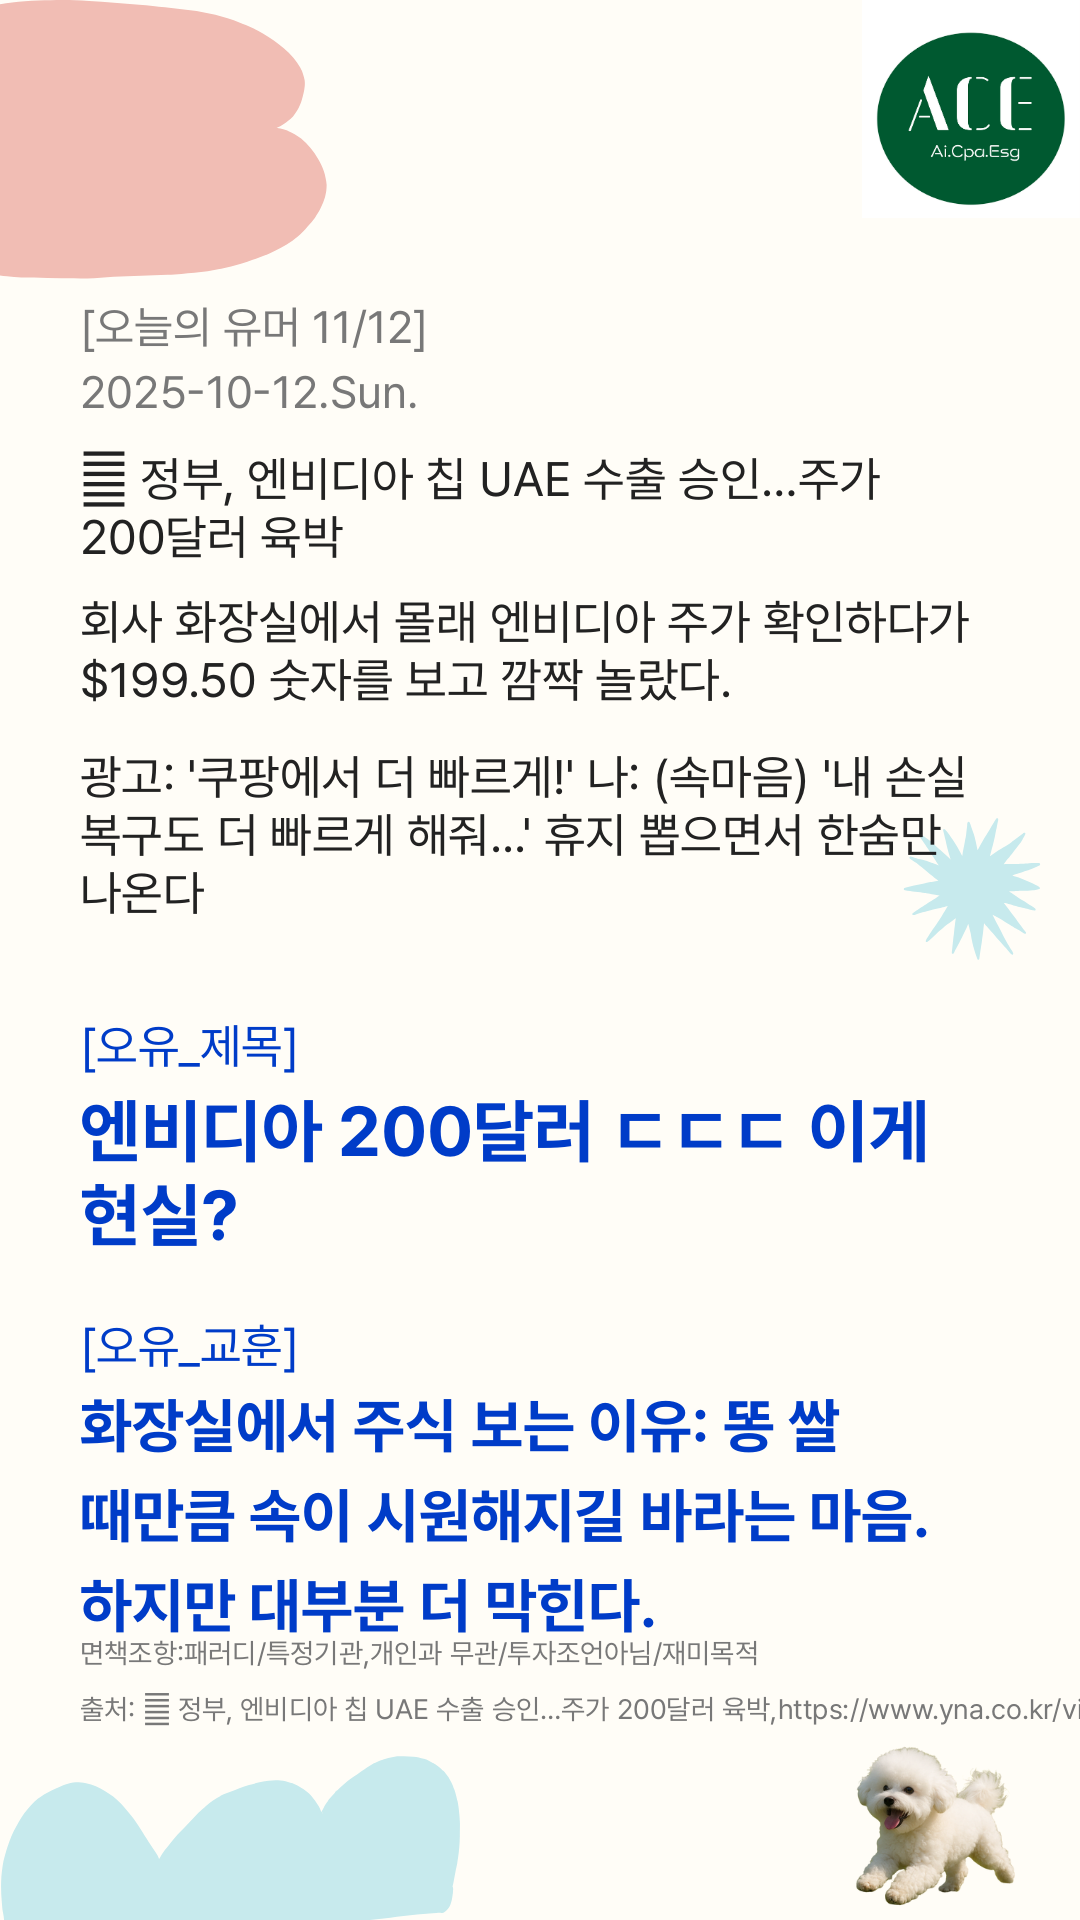 ACE
Ai.Cpa.Esg
[오늘의 유머 11/12]
2025-10-12.Sun.
정부, 엔비디아 칩 UAE 수출 승인...주가
200달러 육박
회사 화장실에서 몰래 엔비디아 주가 확인하다가
$199.50 숫자를 보고 깜짝 놀랐다.
광고: '쿠팡에서 더 빠르게!' 나: (속마음) '내 손실
복구도 더 빠르게 해줘...' 휴지 뽑으면서 한숨만
나온다
[오유_제목]
엔비디아 200달러 ㄷㄷㄷ 이게
현실?
[오유_교훈]
화장실에서 주식 보는 이유: 똥 쌀
때만큼 속이 시원해지길 바라는 마음.
하지만 대부분 더 막힌다.
면책조항:패러디/특정기관,개인과 무관/투자조언아님/재미목적
출처: 정부, 엔비디아 칩 UAE 수출 승인...주가 200달러 육박,https://www.yna.co.kr/vi